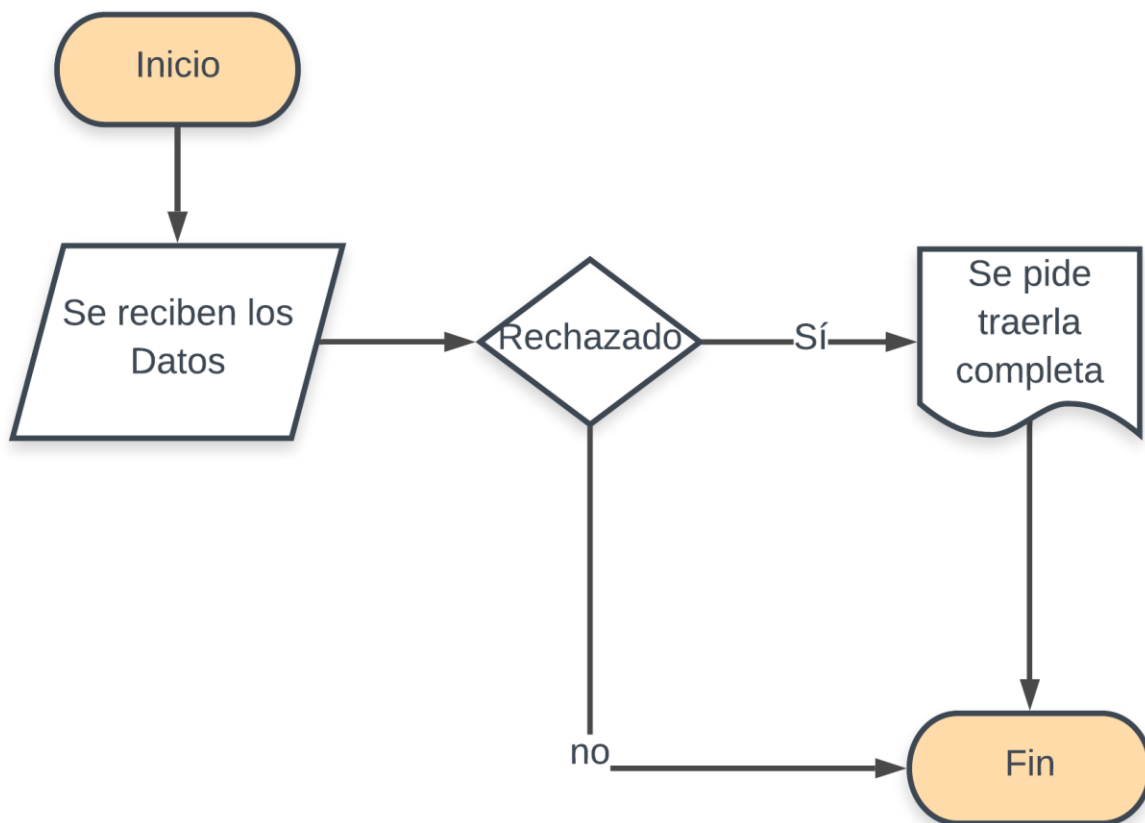 Inicio
Se reciben los
Datos
Rechazado
Sí
Se pide
traerla
completa
no
Fin